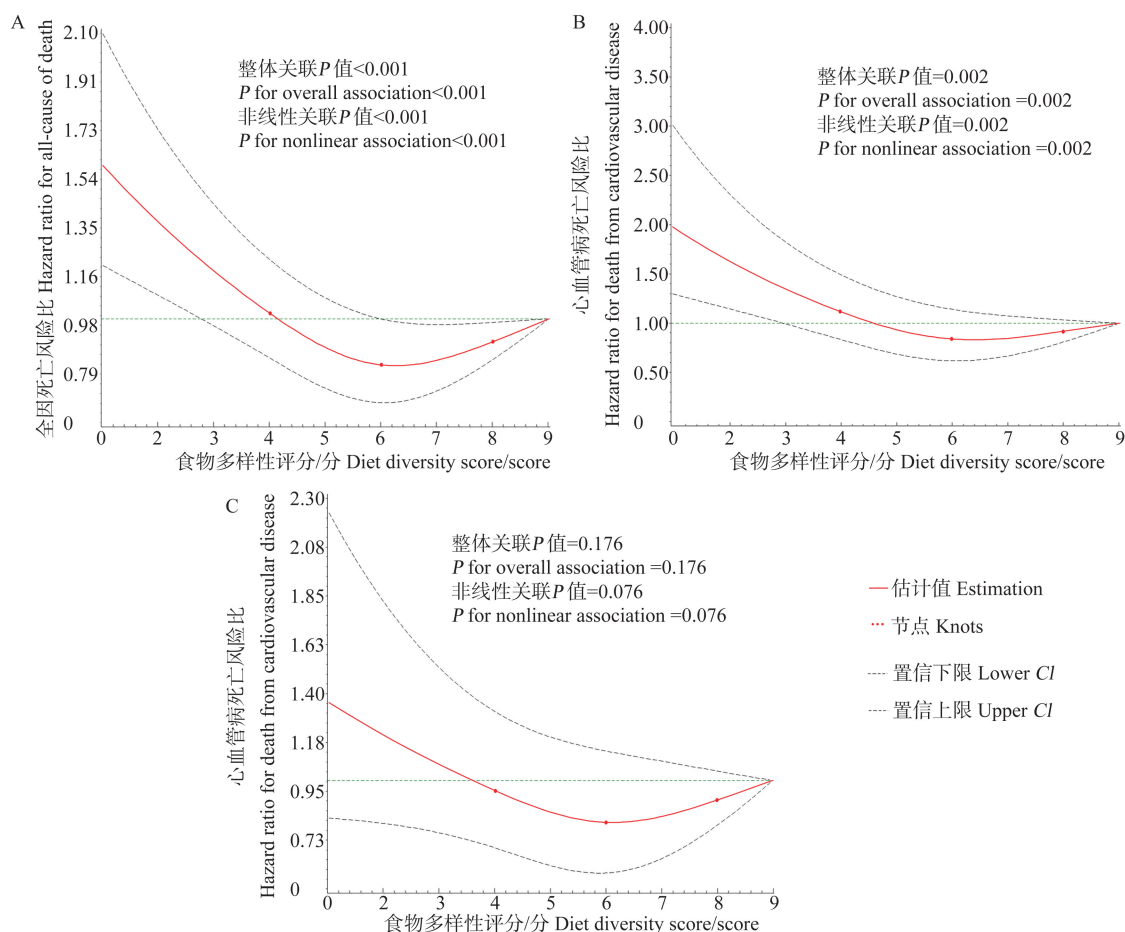 A
全因死亡风险比 Hazard ratio for all-cause of death
2.10
1.91
1.73
1.54
1.35
1.16
0.98
0.79
0
整体关联P值<0.001
P for overall association<0.001
非线性关联P值<0.001
P for nonlinear association<0.001
0 2 3 4 5 6 7 8 9
食物多样性评分/分 Diet diversity score/score
B
心血管病死亡风险比
Hazard ratio for death from cardiovascular disease
4.00
3.50
3.00
2.50
2.00
1.50
1.00
0.50
0
整体关联P值=0.002
P for overall association =0.002
非线性关联P值=0.002
P for nonlinear association =0.002
0 2 3 4 5 6 7 8 9
食物多样性评分/分 Diet diversity score/score
C
心血管病死亡风险比
Hazard ratio for death from cardiovascular disease
2.30
2.08
1.85
1.63
1.40
1.18
0.95
0.73
0
整体关联P值=0.176
P for overall association =0.176
非线性关联P值=0.076
P for nonlinear association =0.076
0 2 3 4 5 6 7 8 9
食物多样性评分/分 Diet diversity score/score
估计值 Estimation
节点 Knots
置信下限 Lower Cl
置信上限 Upper Cl